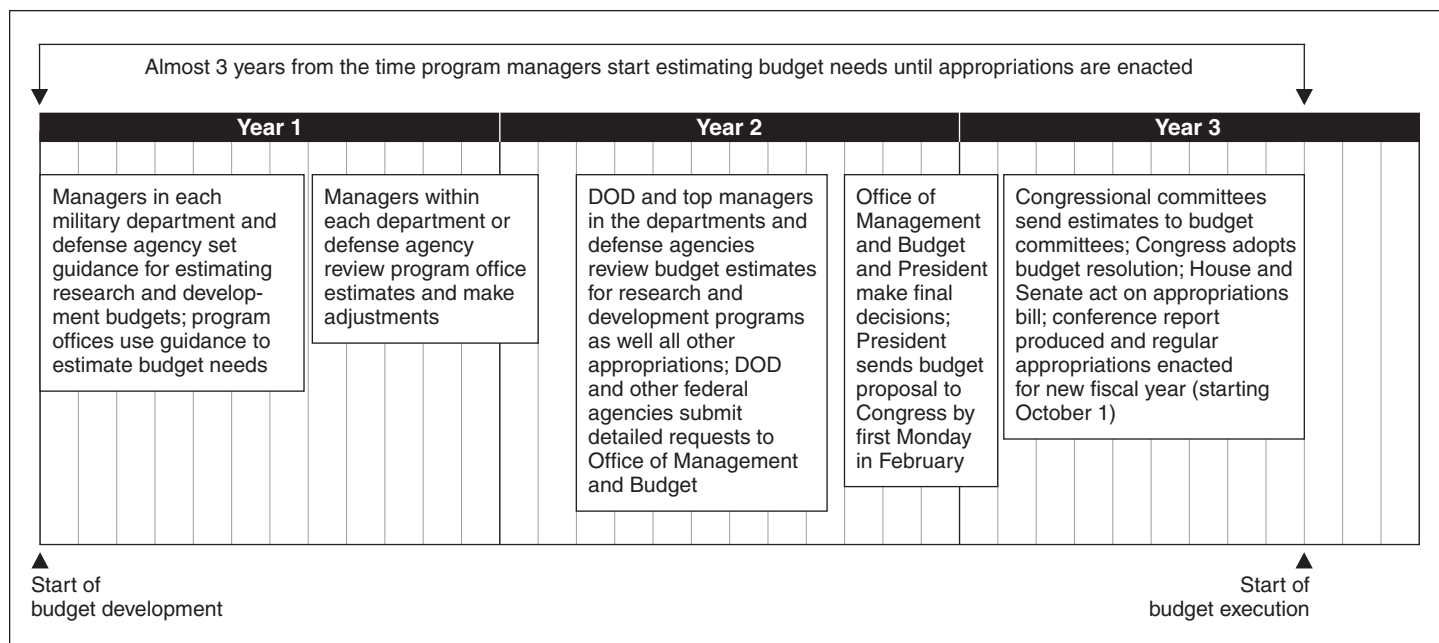 Almost 3 years from the time program managers start estimating budget needs until appropriations are enacted
Year 1
Year 2
Year 3
Managers in each
military department and
defense agency set
guidance for estimating
research and develop-
ment budgets; program
offices use guidance to
estimate budget needs
Managers within
each department or
defense agency
review program office
estimates and make
adjustments
DOD and top managers
in the departments and
defense agencies
review budget estimates
for research and
development programs
as well all other
appropriations; DOD
and other federal
agencies submit
detailed requests to
Office of Management
and Budget
Office of
Management
and Budget
and President
make final
decisions;
President
sends budget
proposal to
Congress by
first Monday
in February
Congressional committees
send estimates to budget
committees; Congress adopts
budget resolution; House and
Senate act on appropriations
bill; conference report
produced and regular
appropriations enacted
for new fiscal year (starting
October 1)
Start of
budget development
Start of
budget execution